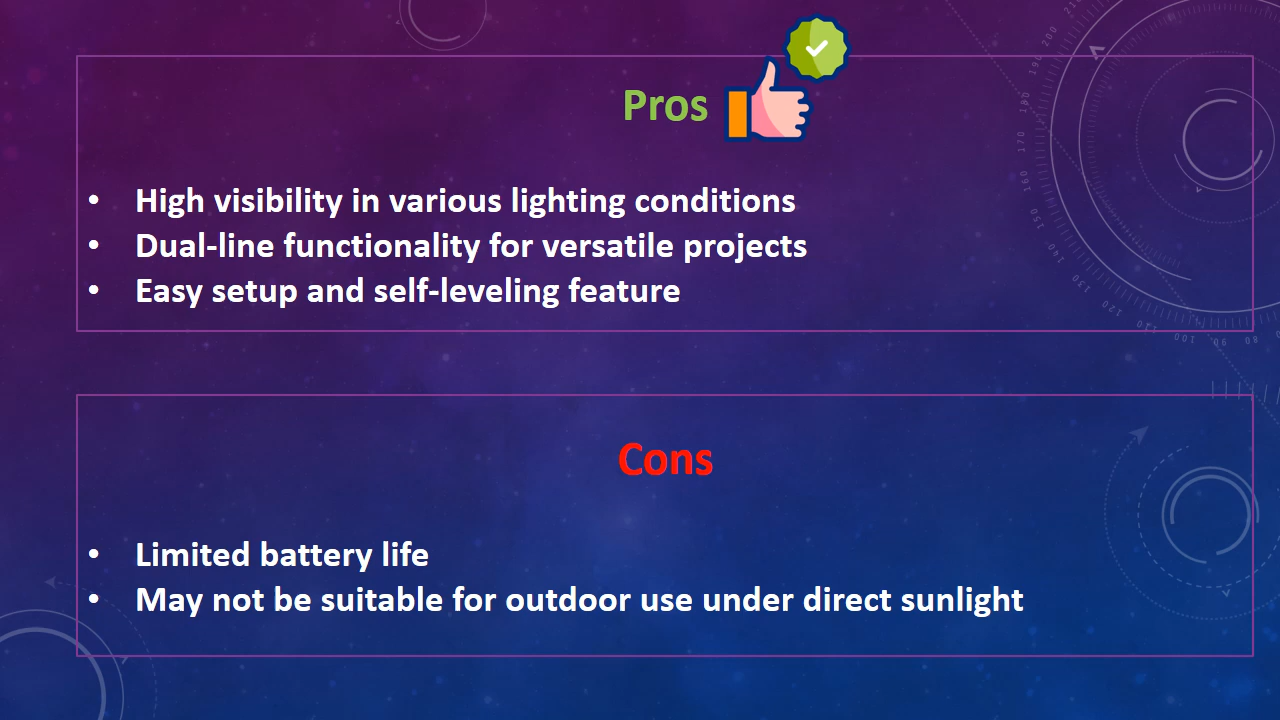 Pros
• High visibility in various lighting conditions
• Dual-line functionality for versatile projects
• Easy setup and self-leveling feature
Cons
• Limited battery life
• May not be suitable for outdoor use under direct sunlight